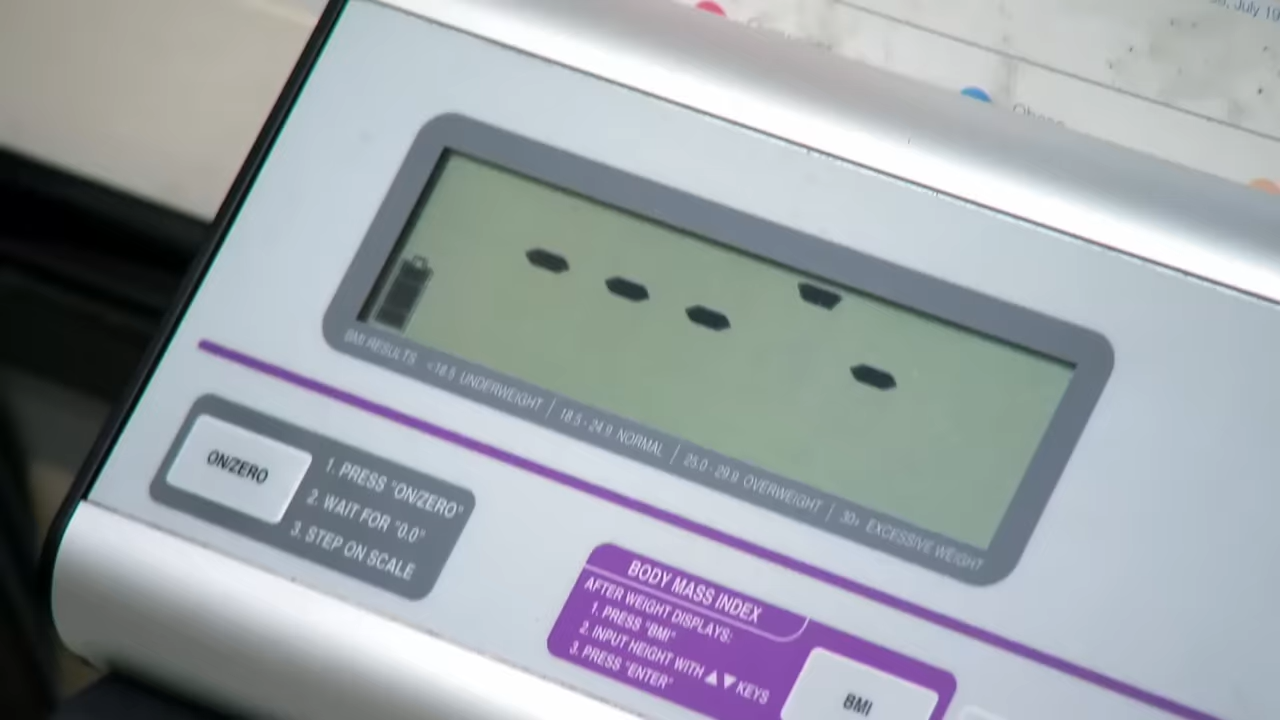 July 19
BMI RESULTS <18.5 UNDERWEIGHT | 18.5 - 24.9 NORMAL | 25.0 - 29.9 OVERWEIGHT | 30+ EXCESSIVE WEIGHT
ON/ZERO
1. PRESS "ON/ZERO"
2. WAIT FOR "0.0"
3. STEP ON SCALE
BODY MASS INDEX
AFTER WEIGHT DISPLAYS:
1. PRESS "BMI"
2. INPUT HEIGHT WITH ▲▼ KEYS
3. PRESS "ENTER"
BMI